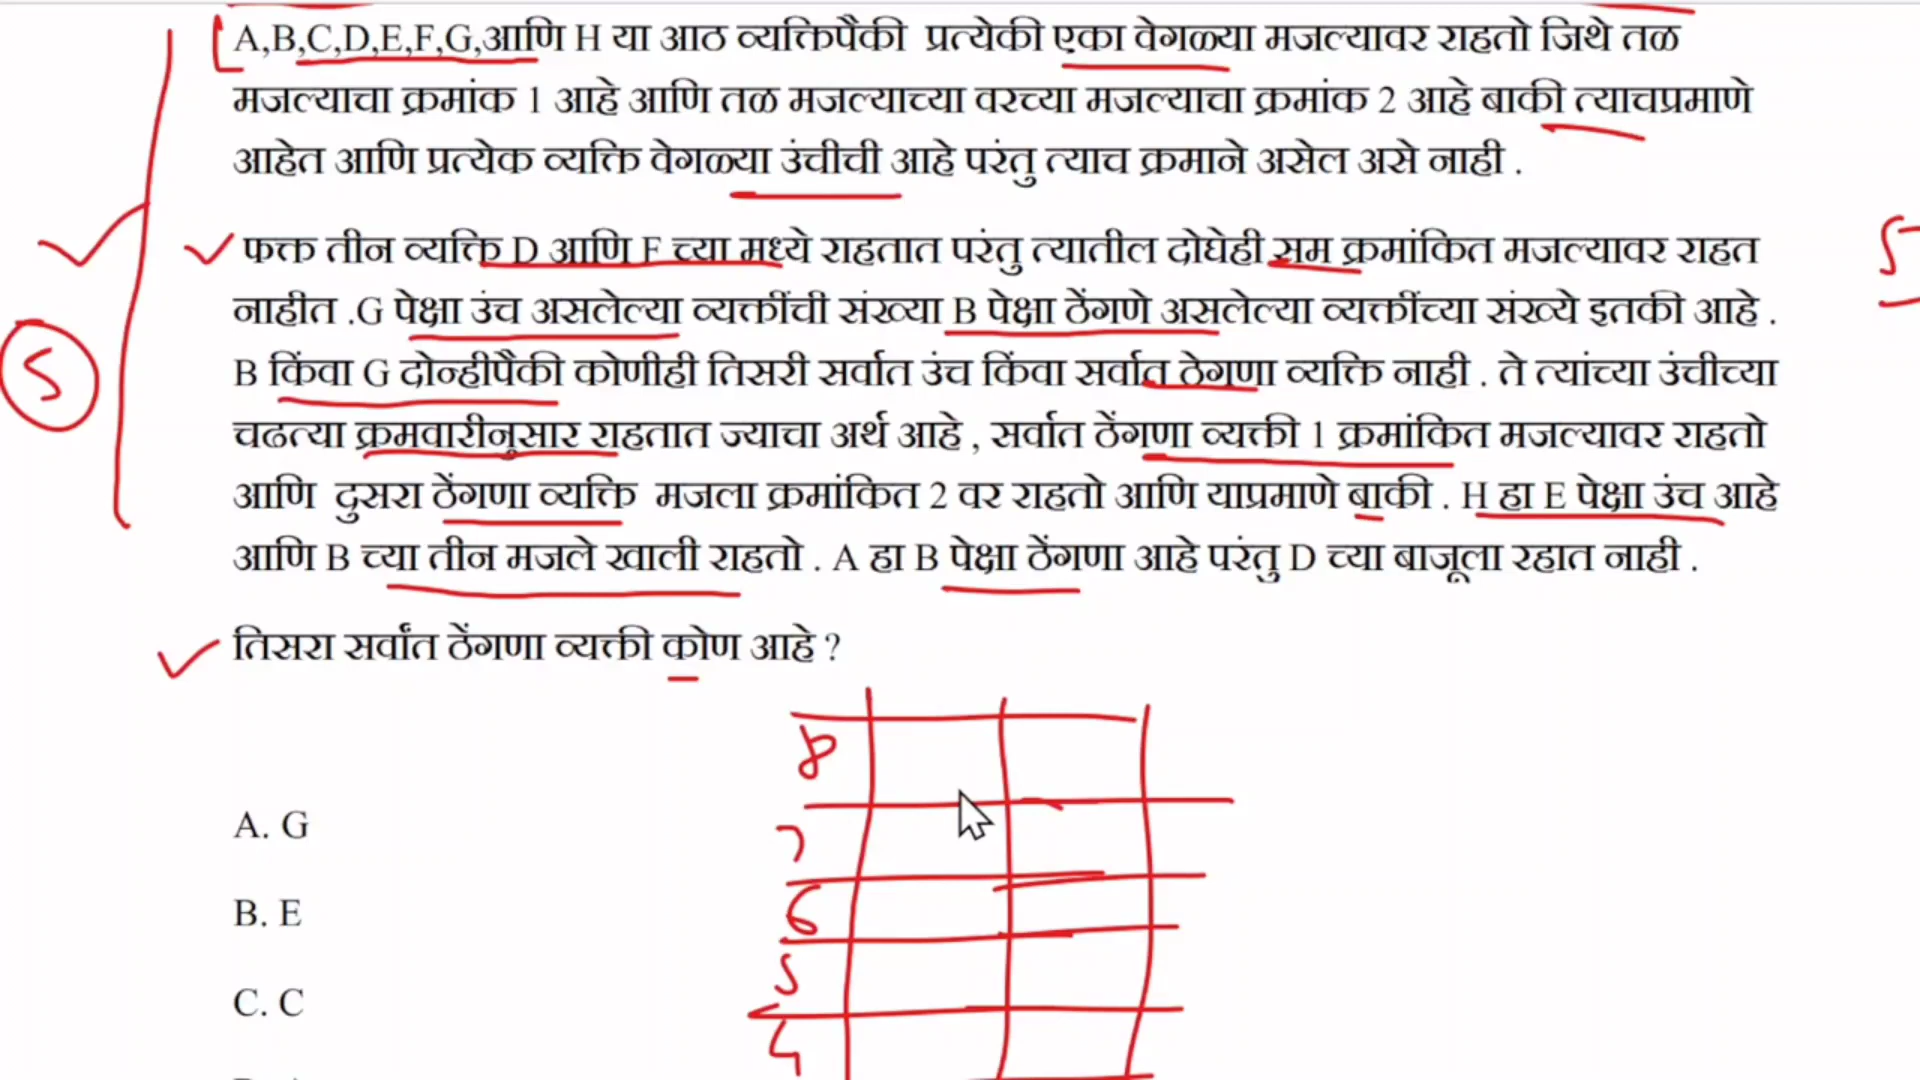 A,B,C,D,E,F,G,आणि H या आठ व्यक्तिपैकी प्रत्येकी एका वेगळ्या मजल्यावर राहतो जिथे तळ
मजल्याचा क्रमांक 1 आहे आणि तळ मजल्याच्या वरच्या मजल्याचा क्रमांक 2 आहे बाकी त्याचप्रमाणे
आहेत आणि प्रत्येक व्यक्ति वेगळ्या उंचीची आहे परंतु त्याच क्रमाने असेल असे नाही .
फक्त तीन व्यक्ति D आणि F च्या मध्ये राहतात परंतु त्यातील दोघेही सम क्रमांकित मजल्यावर राहत
5
नाहीत .G पेक्षा उंच असलेल्या व्यक्तींची संख्या B पेक्षा ठेंगणे असलेल्या व्यक्तींच्या संख्ये इतकी आहे .
5
B किंवा G दोन्हीपैकी कोणीही तिसरी सर्वात उंच किंवा सर्वात ठेगणा व्यक्ति नाही . ते त्यांच्या उंचीच्या
चढत्या क्रमवारीनुसार राहतात ज्याचा अर्थ आहे , सर्वात ठेंगणा व्यक्ती 1 क्रमांकित मजल्यावर राहतो
आणि दुसरा ठेंगणा व्यक्ति मजला क्रमांकित 2 वर राहतो आणि याप्रमाणे बाकी . H हा E पेक्षा उंच आहे
आणि B च्या तीन मजले खाली राहतो . A हा B पेक्षा ठेंगणा आहे परंतु D च्या बाजूला रहात नाही .
तिसरा सर्वांत ठेंगणा व्यक्ती कोण आहे ?
8
A. G
7
B. E
6
5
C. C
4